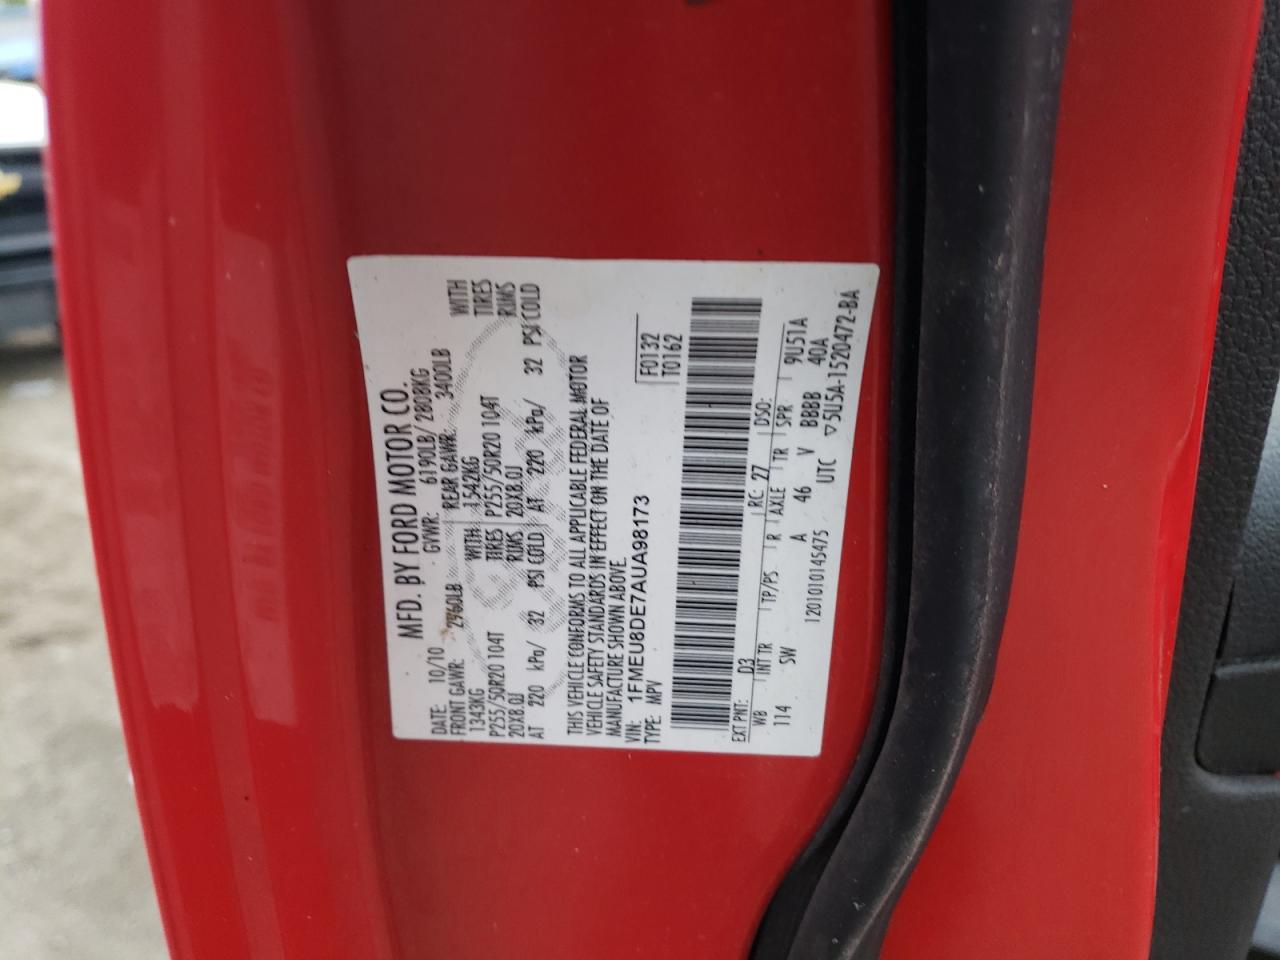 MFD. BY FORD MOTOR CO.
DATE: 10/10 GVWR: 6190LB/ 2808KG
FRONT GAWR: 2960LB REAR GAWR: 3400LB
1343KG WITH 1542KG WITH
P255/50R20 104T TIRES P255/50R20 104T TIRES
20X8.0J RIMS 20X8.0J RIMS
AT 220 kPa/ 32 PSI COLD AT 220 kPa/ 32 PSI COLD
THIS VEHICLE CONFORMS TO ALL APPLICABLE FEDERAL MOTOR
VEHICLE SAFETY STANDARDS IN EFFECT ON THE DATE OF
MANUFACTURE SHOWN ABOVE.
VIN: 1FMEU8DE7AUA98173 F0132
TYPE: MPV T0162
EXT PNT: D3 RC: 27 DSO:
WB INT TR TP/PS R AXLE TR SPR 9U51A
114 SW A 46 V BBBB 40A
120101014547​5 UTC ▽5U5A-1520472-BA